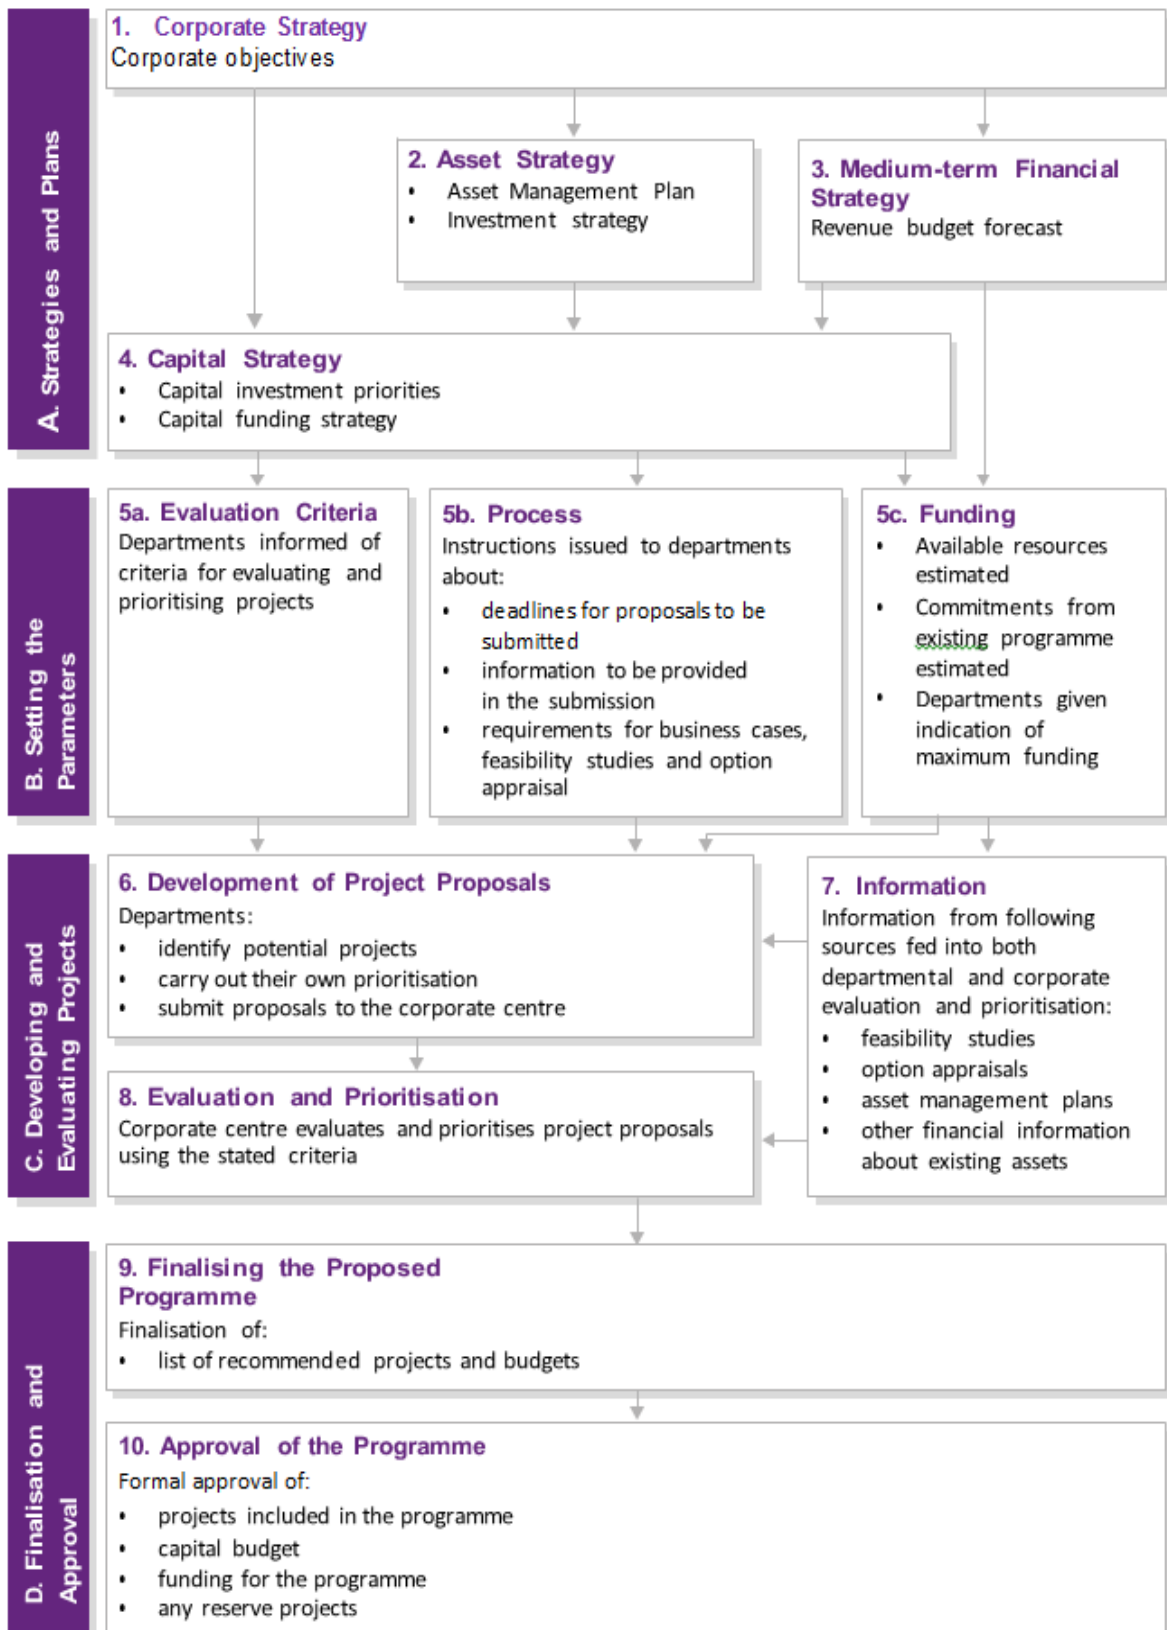 A. Strategies and Plans
1. Corporate Strategy
Corporate objectives
2. Asset Strategy
• Asset Management Plan
• Investment strategy
3. Medium-term Financial
Strategy
Revenue budget forecast
4. Capital Strategy
• Capital investment priorities
• Capital funding strategy
B. Setting the
Parameters
5a. Evaluation Criteria
Departments informed of
criteria for evaluating and
prioritising projects
5b. Process
Instructions issued to departments
about:
• deadlines for proposals to be
submitted
• information to be provided
in the submission
• requirements for business cases,
feasibility studies and option
appraisal
5c. Funding
• Available resources
estimated
• Commitments from
existing programme
estimated
• Departments given
indication of
maximum funding
C. Developing and
Evaluating Projects
6. Development of Project Proposals
Departments:
• identify potential projects
• carry out their own prioritisation
• submit proposals to the corporate centre
7. Information
Information from following
sources fed into both
departmental and corporate
evaluation and prioritisation:
• feasibility studies
• option appraisals
• asset management plans
• other financial information
about existing assets
8. Evaluation and Prioritisation
Corporate centre evaluates and prioritises project proposals
using the stated criteria
D. Finalisation and
Approval
9. Finalising the Proposed
Programme
Finalisation of:
• list of recommended projects and budgets
10. Approval of the Programme
Formal approval of:
• projects included in the programme
• capital budget
• funding for the programme
• any reserve projects